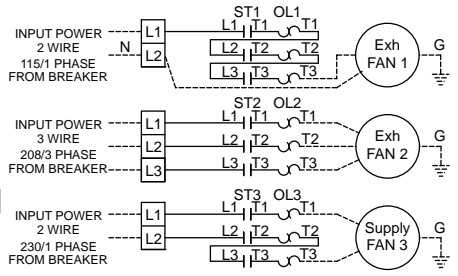 ST1 OL1
INPUT POWER
2 WIRE
115/1 PHASE
FROM BREAKER
N
L1
L2
L1 T1 T1
L2 T2 T2
L3 T3 T3
Exh
FAN 1
G
ST2 OL2
INPUT POWER
3 WIRE
208/3 PHASE
FROM BREAKER
L1
L2
L3
L1 T1 T1
L2 T2 T2
L3 T3 T3
Exh
FAN 2
G
ST3 OL3
INPUT POWER
2 WIRE
230/1 PHASE
FROM BREAKER
L1
L2
L1 T1 T1
L2 T2 T2
L3 T3 T3
Supply
FAN 3
G